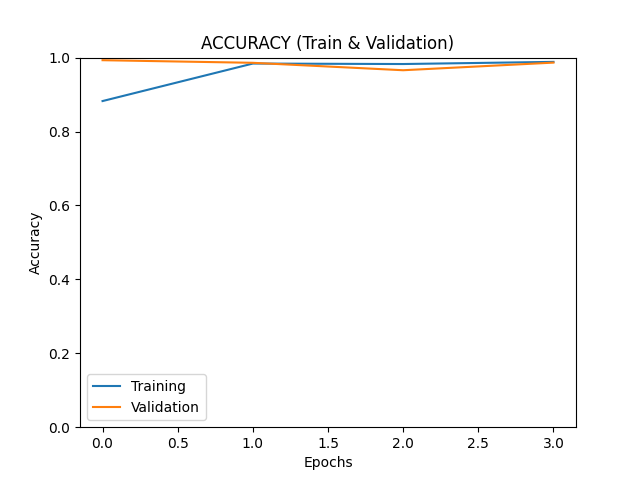 ACCURACY (Train & Validation)
1.0
0.8
0.6
0.4
0.2
0.0
Accuracy
Training
Validation
0.0 0.5 1.0 1.5 2.0 2.5 3.0
Epochs